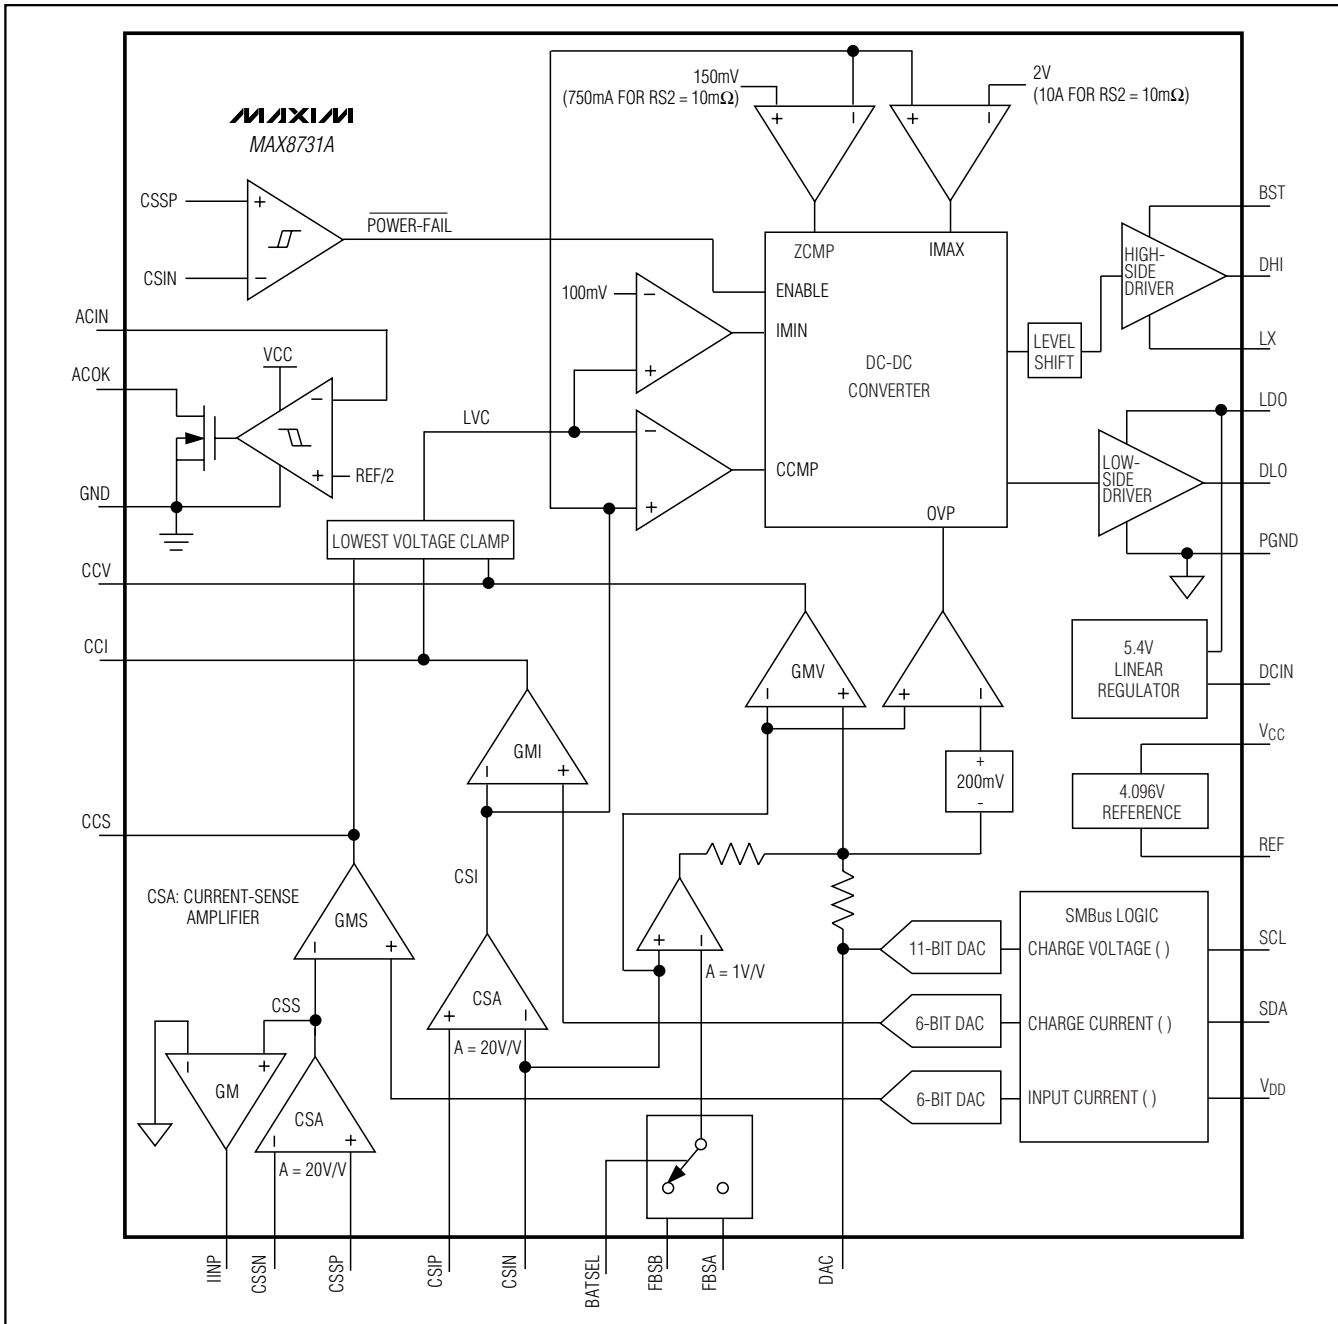 MAXIM
MAX8731A
150mV
(750mA FOR RS2 = 10mΩ)
2V
(10A FOR RS2 = 10mΩ)
+
−
+
−
CSSP
+
CSIN
−
POWER-FAIL
ZCMP
IMAX
ENABLE
IMIN
CCMP
OVP
DC-DC
CONVERTER
100mV
−
+
−
+
LVC
LEVEL
SHIFT
HIGH-
SIDE
DRIVER
LOW-
SIDE
DRIVER
BST
DHI
LX
LDO
DLO
PGND
ACIN
ACOK
GND
VCC
−
+
REF/2
LOWEST VOLTAGE CLAMP
CCV
CCI
CCS
GMV
−
+
+
−
+
200mV
-
GMI
−
+
5.4V
LINEAR
REGULATOR
DCIN
VCC
4.096V
REFERENCE
REF
CSA: CURRENT-SENSE
AMPLIFIER
GMS
−
+
CSI
CSA
+
−
A = 20V/V
+
−
A = 1V/V
11-BIT DAC
6-BIT DAC
6-BIT DAC
SMBus LOGIC
CHARGE VOLTAGE ( )
CHARGE CURRENT ( )
INPUT CURRENT ( )
SCL
SDA
VDD
CSS
−
+
GM
CSA
−
+
A = 20V/V
IINP
CSSN
CSSP
CSIP
CSIN
BATSEL
FBSB
FBSA
DAC